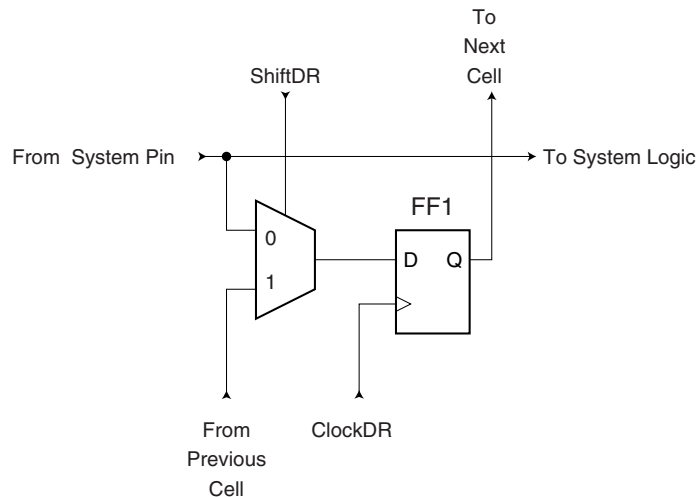 To
Next
Cell
ShiftDR
From System Pin
To System Logic
FF1
0
D Q
1
From
Previous
Cell
ClockDR